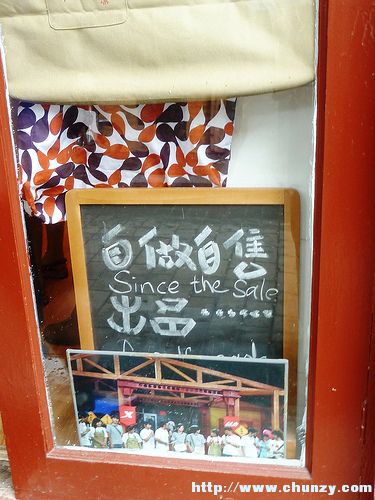 自做自售
Since the Sale
出品……
http://www.chunzy.com